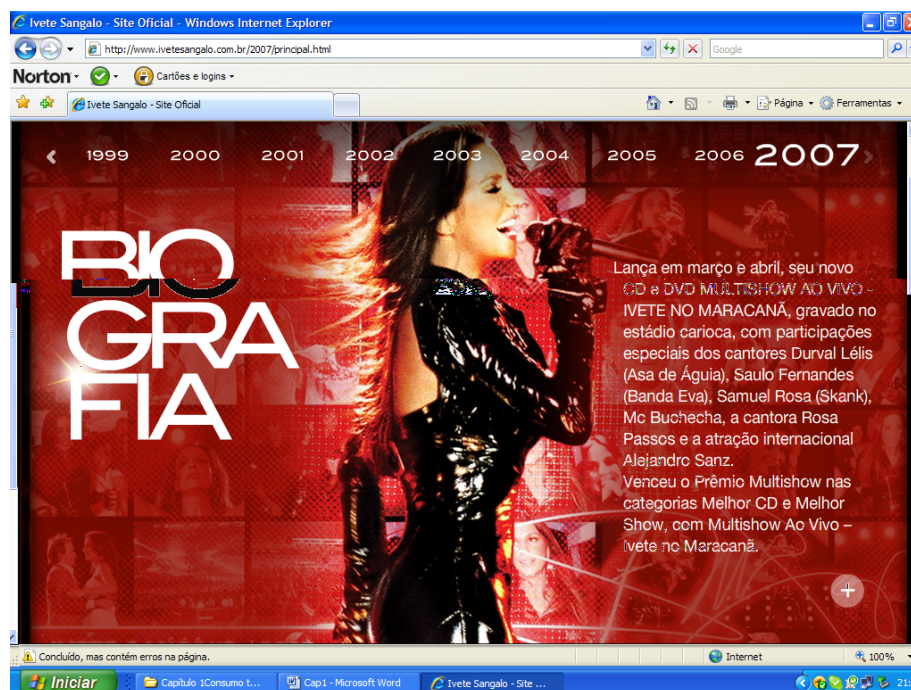 Ivete Sangalo - Site Oficial - Windows Internet Explorer
http://www.ivetesangalo.com.br/2007/principal.html
Google
Norton
Cartões e logins
Ivete Sangalo - Site Oficial
Página
Ferramentas
1999 2000 2001 2002 2003 2004 2005 2006 2007
BIO
GRA
FIA
Lança em março e abril, seu novo
CD e DVD MULTISHOW AO VIVO
IVETE NO MARACANÃ, gravado no
estádio carioca, com participações
especiais dos cantores Durval Lélis
(Asa de Águia), Saulo Fernandes
(Banda Eva), Samuel Rosa (Skank),
Mc Buchecha, a cantora Rosa
Passos e a atração internacional
Alejandro Sanz.
Venceu o Prêmio Multishow nas
categorias Melhor CD e Melhor
Show, com Multishow Ao Vivo –
Ivete no Maracanã.
+
Concluído, mas contém erros na página.
Internet
100%
Iniciar
Capítulo 1Consumo t...
Cap1 - Microsoft Word
Ivete Sangalo - Site ...